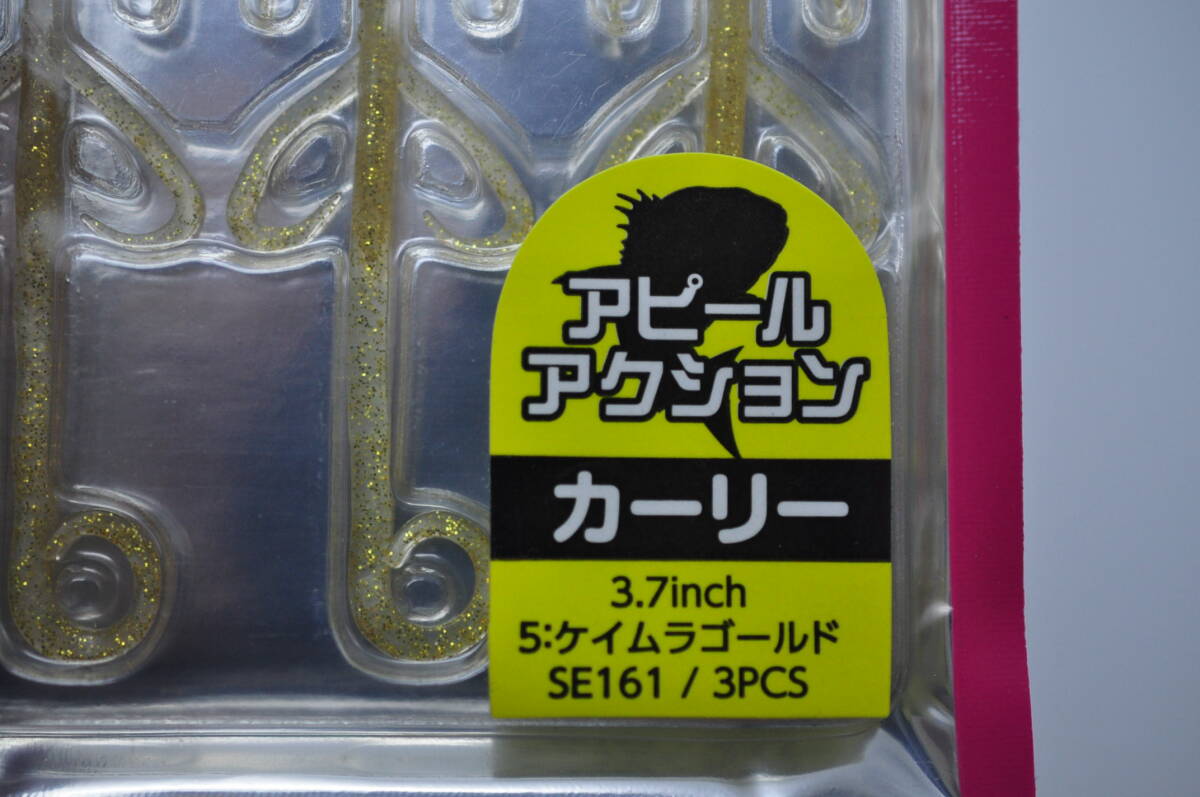 アピール
アクション
カーリー
3.7inch
5:ケイムラゴールド
SE161 / 3PCS